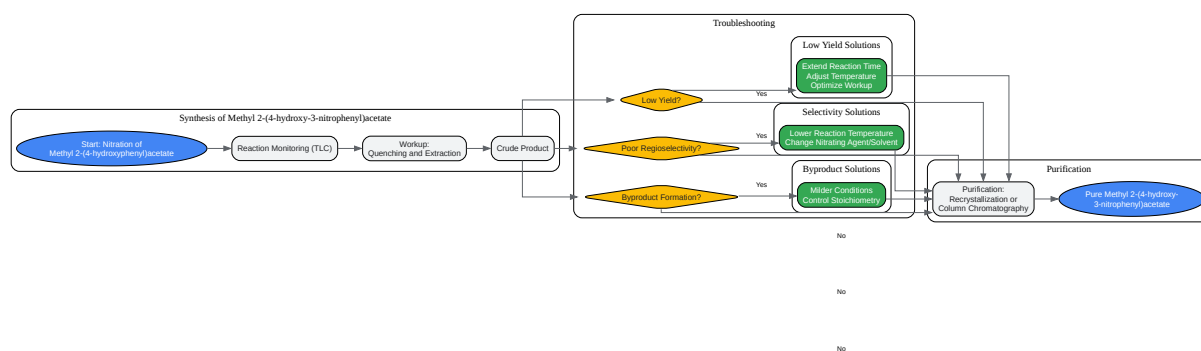 Troubleshooting
Low Yield Solutions
Extend Reaction Time
Adjust Temperature
Optimize Workup
Low Yield?
Yes
Synthesis of Methyl 2-(4-hydroxy-3-nitrophenyl)acetate
Start: Nitration of
Methyl 2-(4-hydroxyphenyl)acetate
Reaction Monitoring (TLC)
Workup:
Quenching and Extraction
Crude Product
Selectivity Solutions
Poor Regioselectivity?
Yes
Lower Reaction Temperature
Change Nitrating Agent/Solvent
Byproduct Solutions
Byproduct Formation?
Yes
Milder Conditions
Control Stoichiometry
Purification
Purification:
Recrystallization or
Column Chromatography
Pure Methyl 2-(4-hydroxy-
3-nitrophenyl)acetate
No
No
No